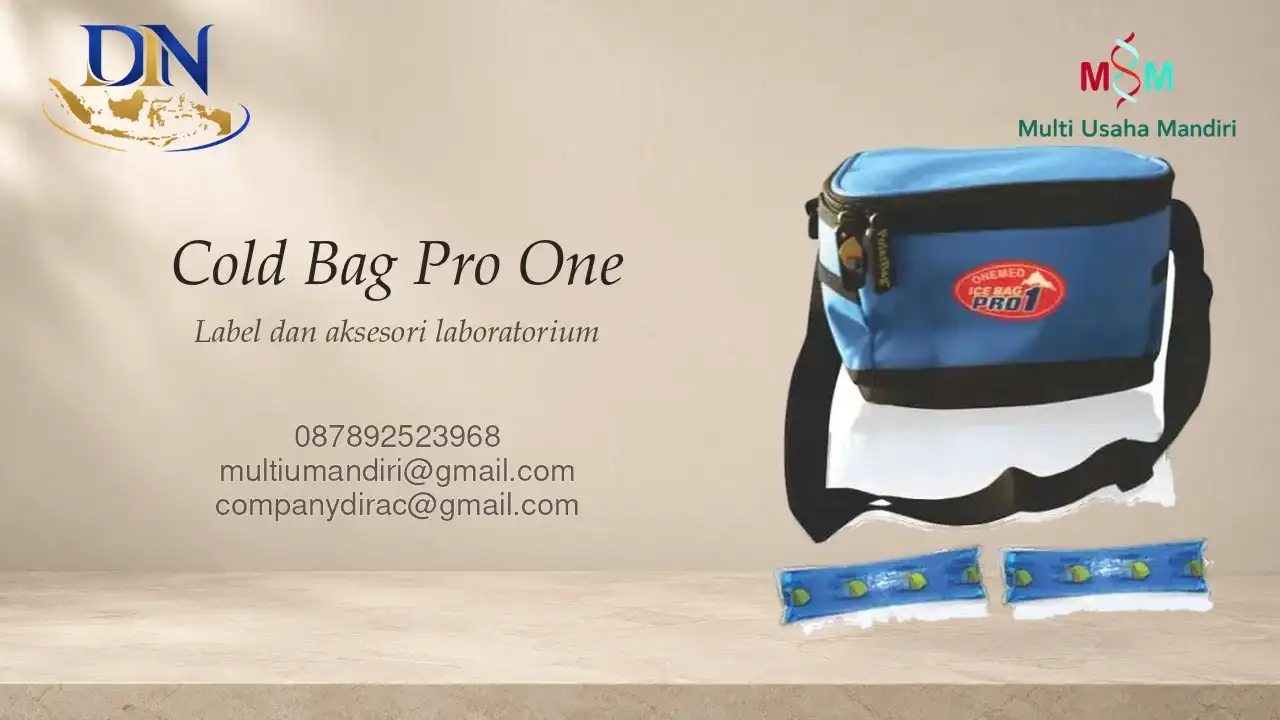 DIN
MSM
Multi Usaha Mandiri
Cold Bag Pro One
Label dan aksesori laboratorium
087892523968
multiumandiri@gmail.com
companydirac@gmail.com
ONEMED
ICE BAG
PRO1